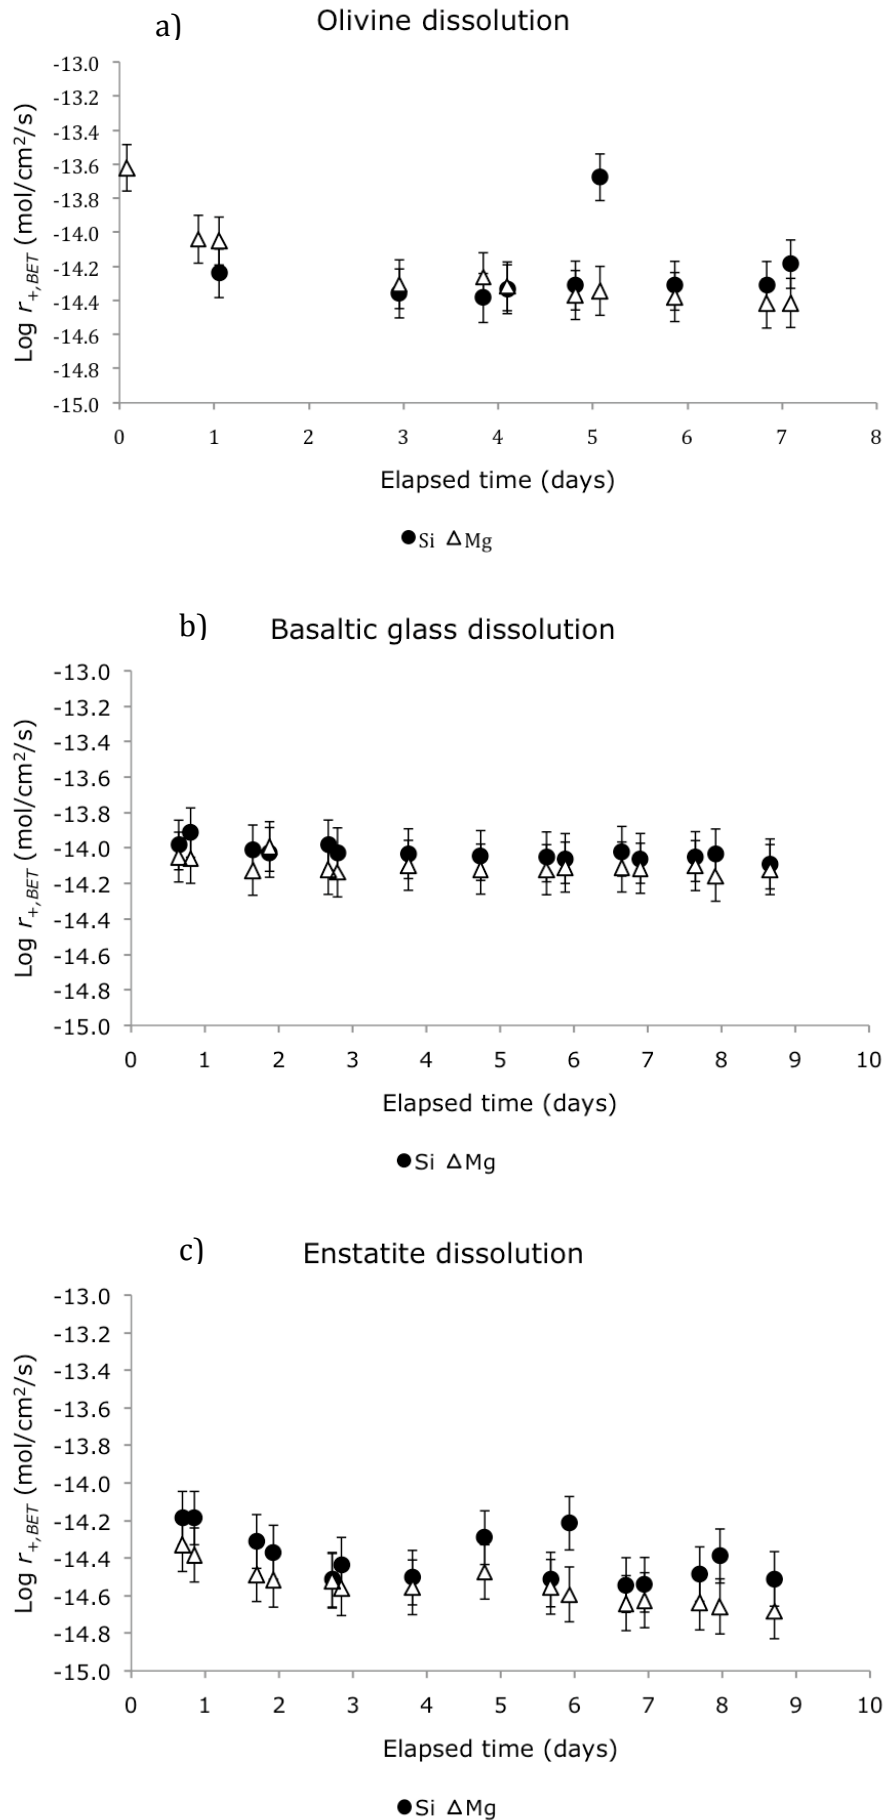 a)
Olivine dissolution
-13.0
-13.2
-13.4
-13.6
-13.8
-14.0
-14.2
-14.4
-14.6
-14.8
-15.0
Log r+,BET (mol/cm²/s)
0 1 2 3 4 5 6 7 8
Elapsed time (days)
Si Mg
b)
Basaltic glass dissolution
-13.0
-13.2
-13.4
-13.6
-13.8
-14.0
-14.2
-14.4
-14.6
-14.8
-15.0
Log r+,BET (mol/cm²/s)
0 1 2 3 4 5 6 7 8 9 10
Elapsed time (days)
Si Mg
c)
Enstatite dissolution
-13.0
-13.2
-13.4
-13.6
-13.8
-14.0
-14.2
-14.4
-14.6
-14.8
-15.0
Log r+,BET (mol/cm²/s)
0 1 2 3 4 5 6 7 8 9 10
Elapsed time (days)
Si Mg